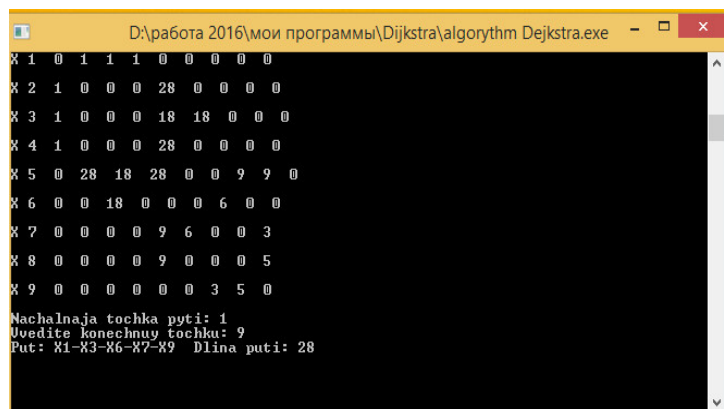 D:\работа 2016\мои программы\Dijkstra\algorythm Dejkstra.exe
X 1 0 1 1 1 0 0 0 0 0
X 2 1 0 0 0 28 0 0 0 0
X 3 1 0 0 0 18 18 0 0 0
X 4 1 0 0 0 28 0 0 0 0
X 5 0 28 18 28 0 0 9 9 0
X 6 0 0 18 0 0 0 6 0 0
X 7 0 0 0 0 9 6 0 0 3
X 8 0 0 0 0 9 0 0 0 5
X 9 0 0 0 0 0 0 3 5 0
Nachalnaja tochka pyti: 1
Vvedite konechnuy tochku: 9
Put: X1-X3-X6-X7-X9 Dlina puti: 28